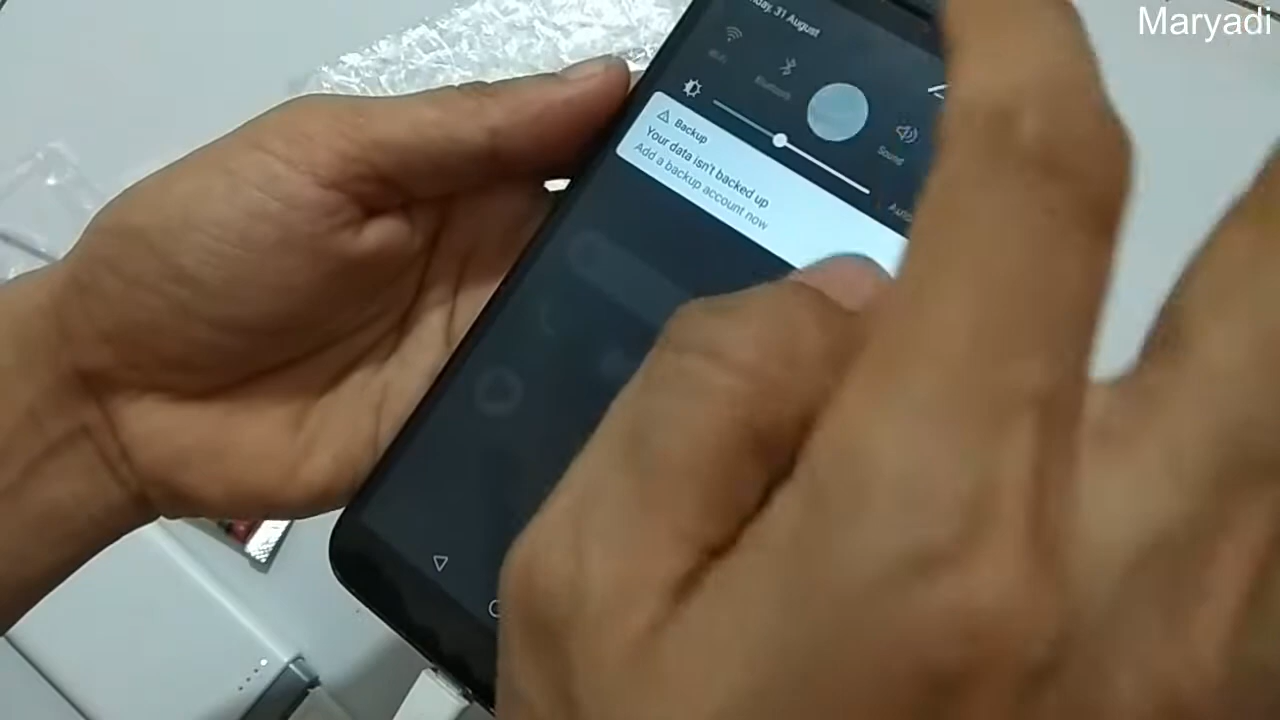 Maryadi
31 August
Bluetooth
Sound
Backup
Your data isn't backed up
Add a backup account now